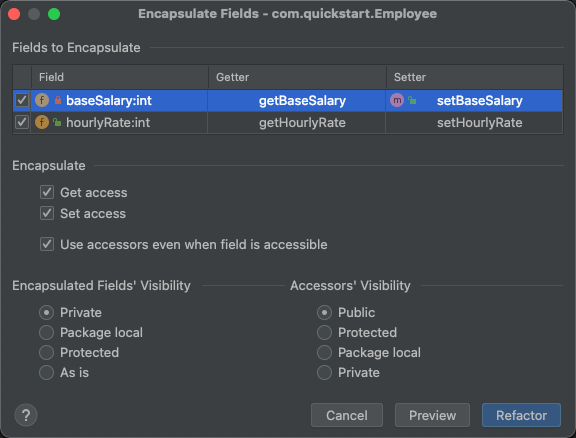 Encapsulate Fields - com.quickstart.Employee
Fields to Encapsulate
Field Getter Setter
f baseSalary:int getBaseSalary m setBaseSalary
f hourlyRate:int getHourlyRate setHourlyRate
Encapsulate
Get access
Set access
Use accessors even when field is accessible
Encapsulated Fields' Visibility Accessors' Visibility
Private Public
Package local Protected
Protected Package local
As is Private
? Cancel Preview Refactor